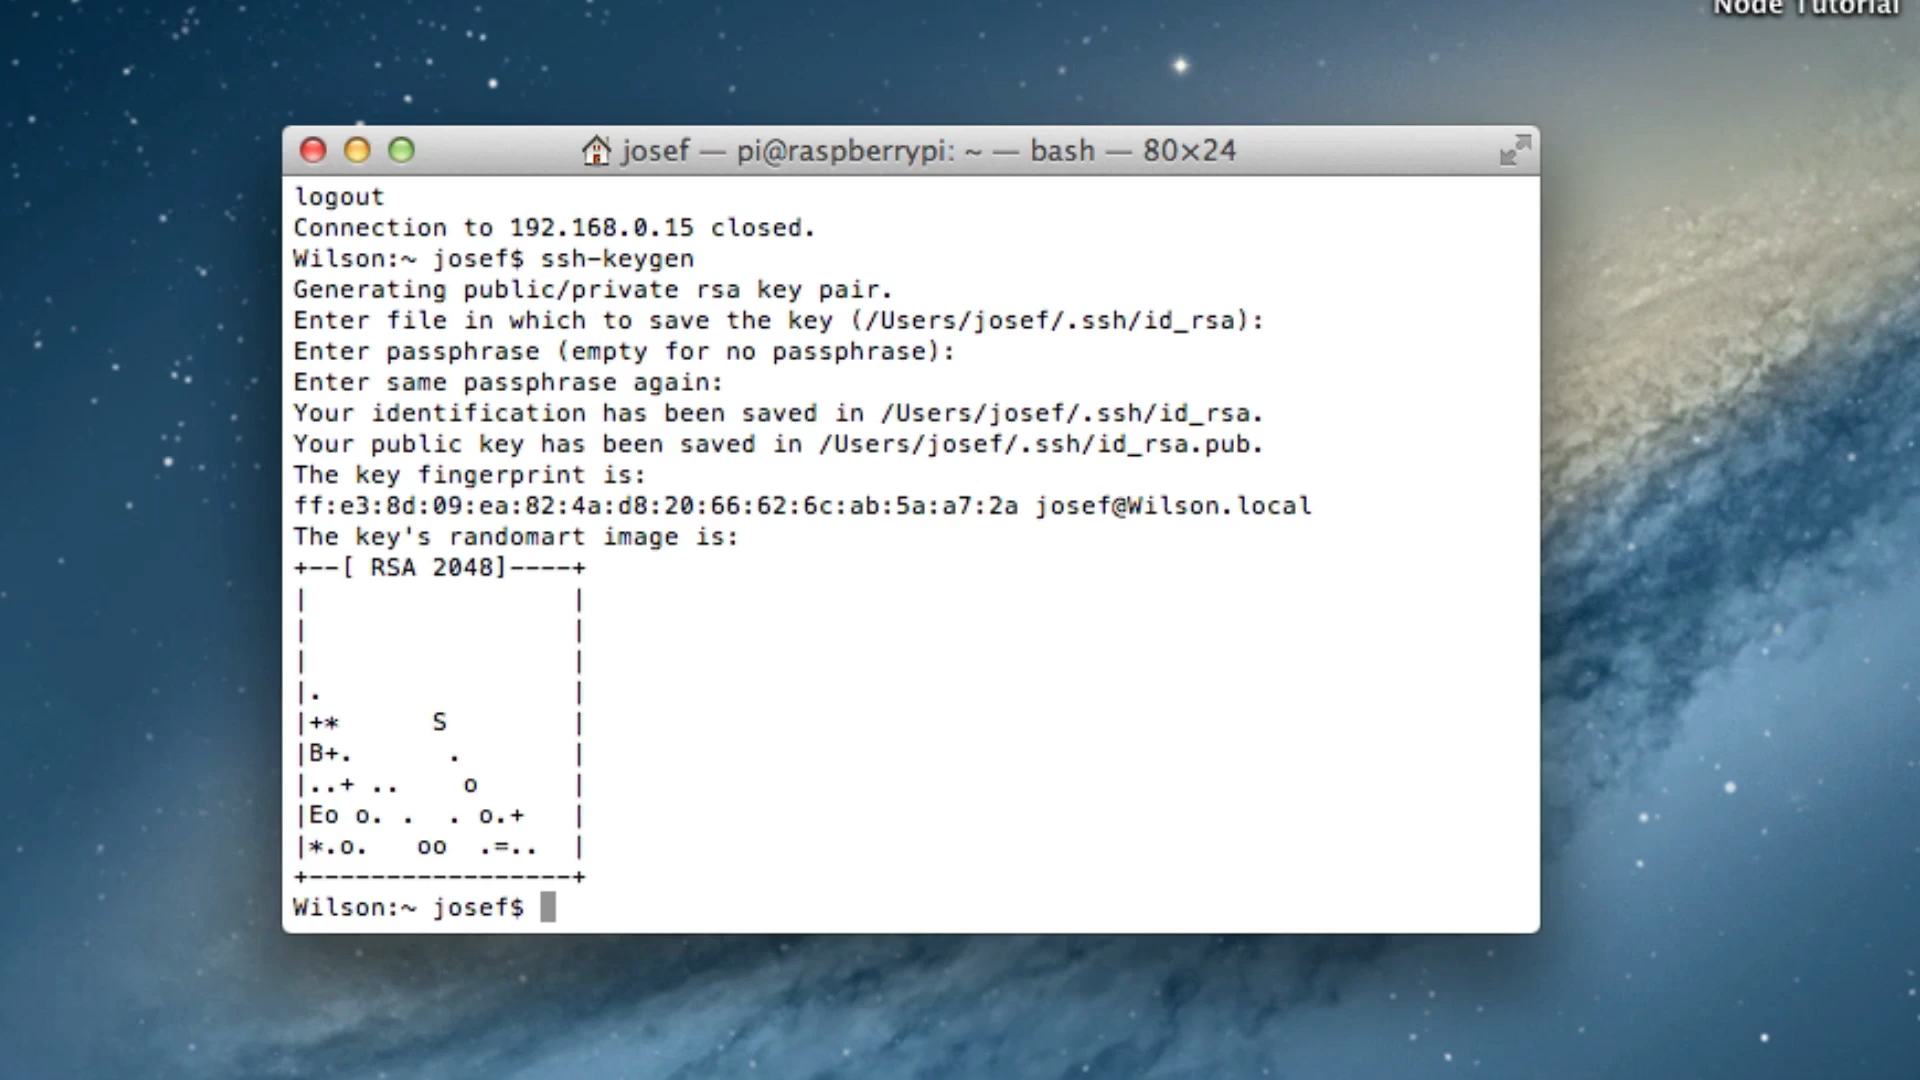 Node Tutorial
josef — pi@raspberrypi: ~ — bash — 80×24
logout
Connection to 192.168.0.15 closed.
Wilson:~ josef$ ssh-keygen
Generating public/private rsa key pair.
Enter file in which to save the key (/Users/josef/.ssh/id_rsa):
Enter passphrase (empty for no passphrase):
Enter same passphrase again:
Your identification has been saved in /Users/josef/.ssh/id_rsa.
Your public key has been saved in /Users/josef/.ssh/id_rsa.pub.
The key fingerprint is:
ff:e3:8d:09:ea:82:4a:d8:20:66:62:6c:ab:5a:a7:2a josef@Wilson.local
The key's randomart image is:
+--[ RSA 2048]----+
|                 |
|                 |
|                 |
|.                |
|+*      S        |
|B+.      .       |
|..+ ..    o      |
|Eo o. .  . o.+   |
|*.o.   oo  .=..  |
+-----------------+
Wilson:~ josef$